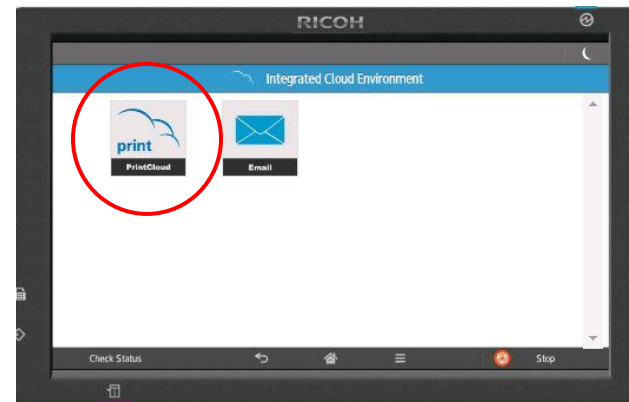 RICOH
Integrated Cloud Environment
print
PrintCloud
Email
Check Status
Stop